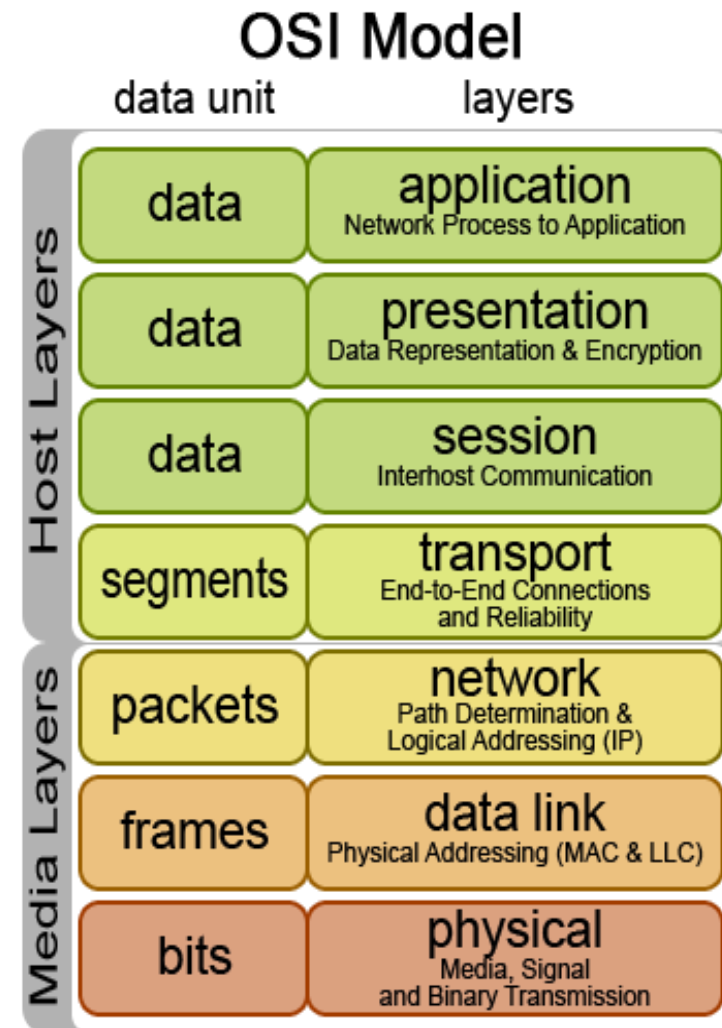 OSI Model
data unit layers
Host Layers
data
application
Network Process to Application
data
presentation
Data Representation & Encryption
data
session
Interhost Communication
segments
transport
End-to-End Connections
and Reliability
Media Layers
packets
network
Path Determination &
Logical Addressing (IP)
frames
data link
Physical Addressing (MAC & LLC)
bits
physical
Media, Signal
and Binary Transmission